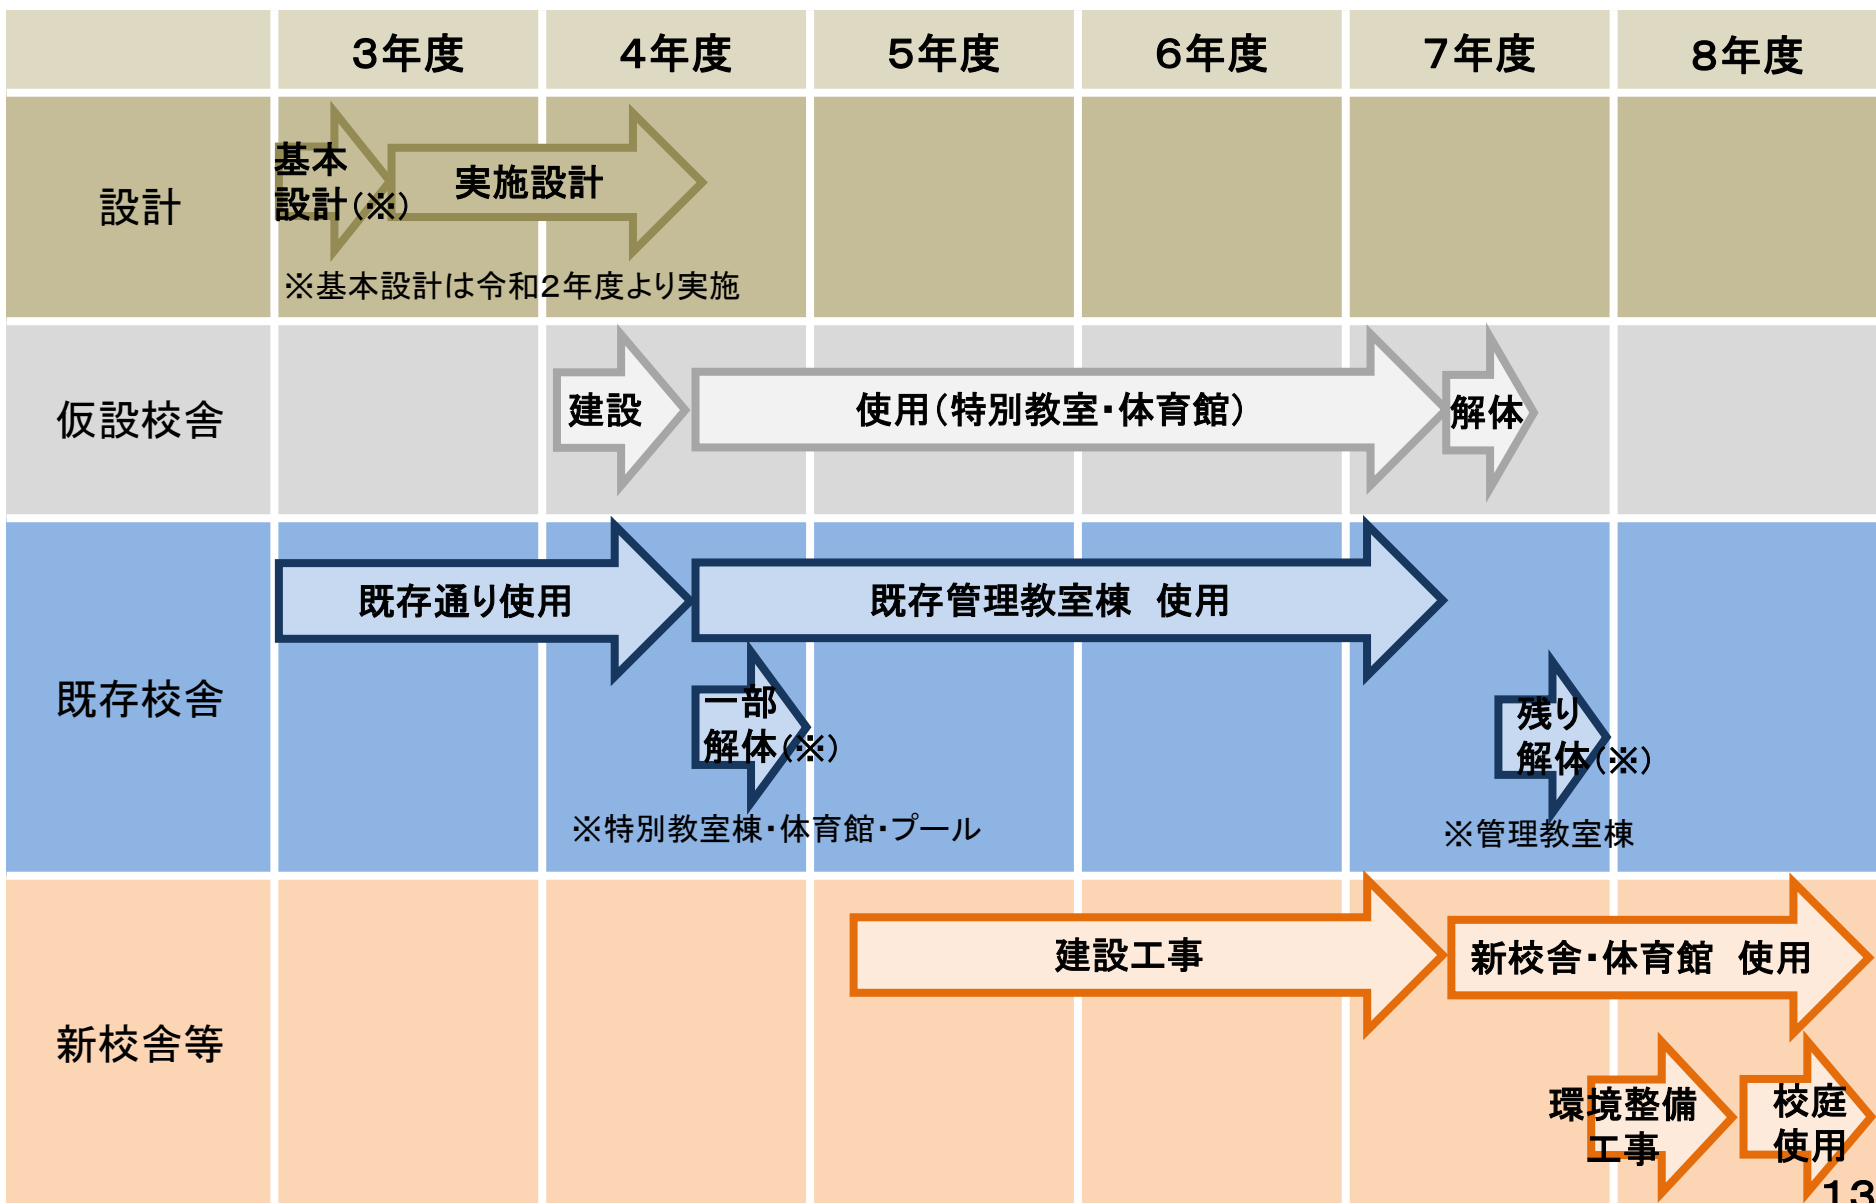 ３年度
４年度
５年度
６年度
７年度
８年度
設計
基本
設計(※)
実施設計
※基本設計は令和２年度より実施
仮設校舎
建設
使用（特別教室・体育館）
解体
既存校舎
既存通り使用
既存管理教室棟　使用
一部
解体(※)
※特別教室棟・体育館・プール
残り
解体(※)
※管理教室棟
新校舎等
建設工事
新校舎・体育館　使用
環境整備
工事
校庭
使用
13